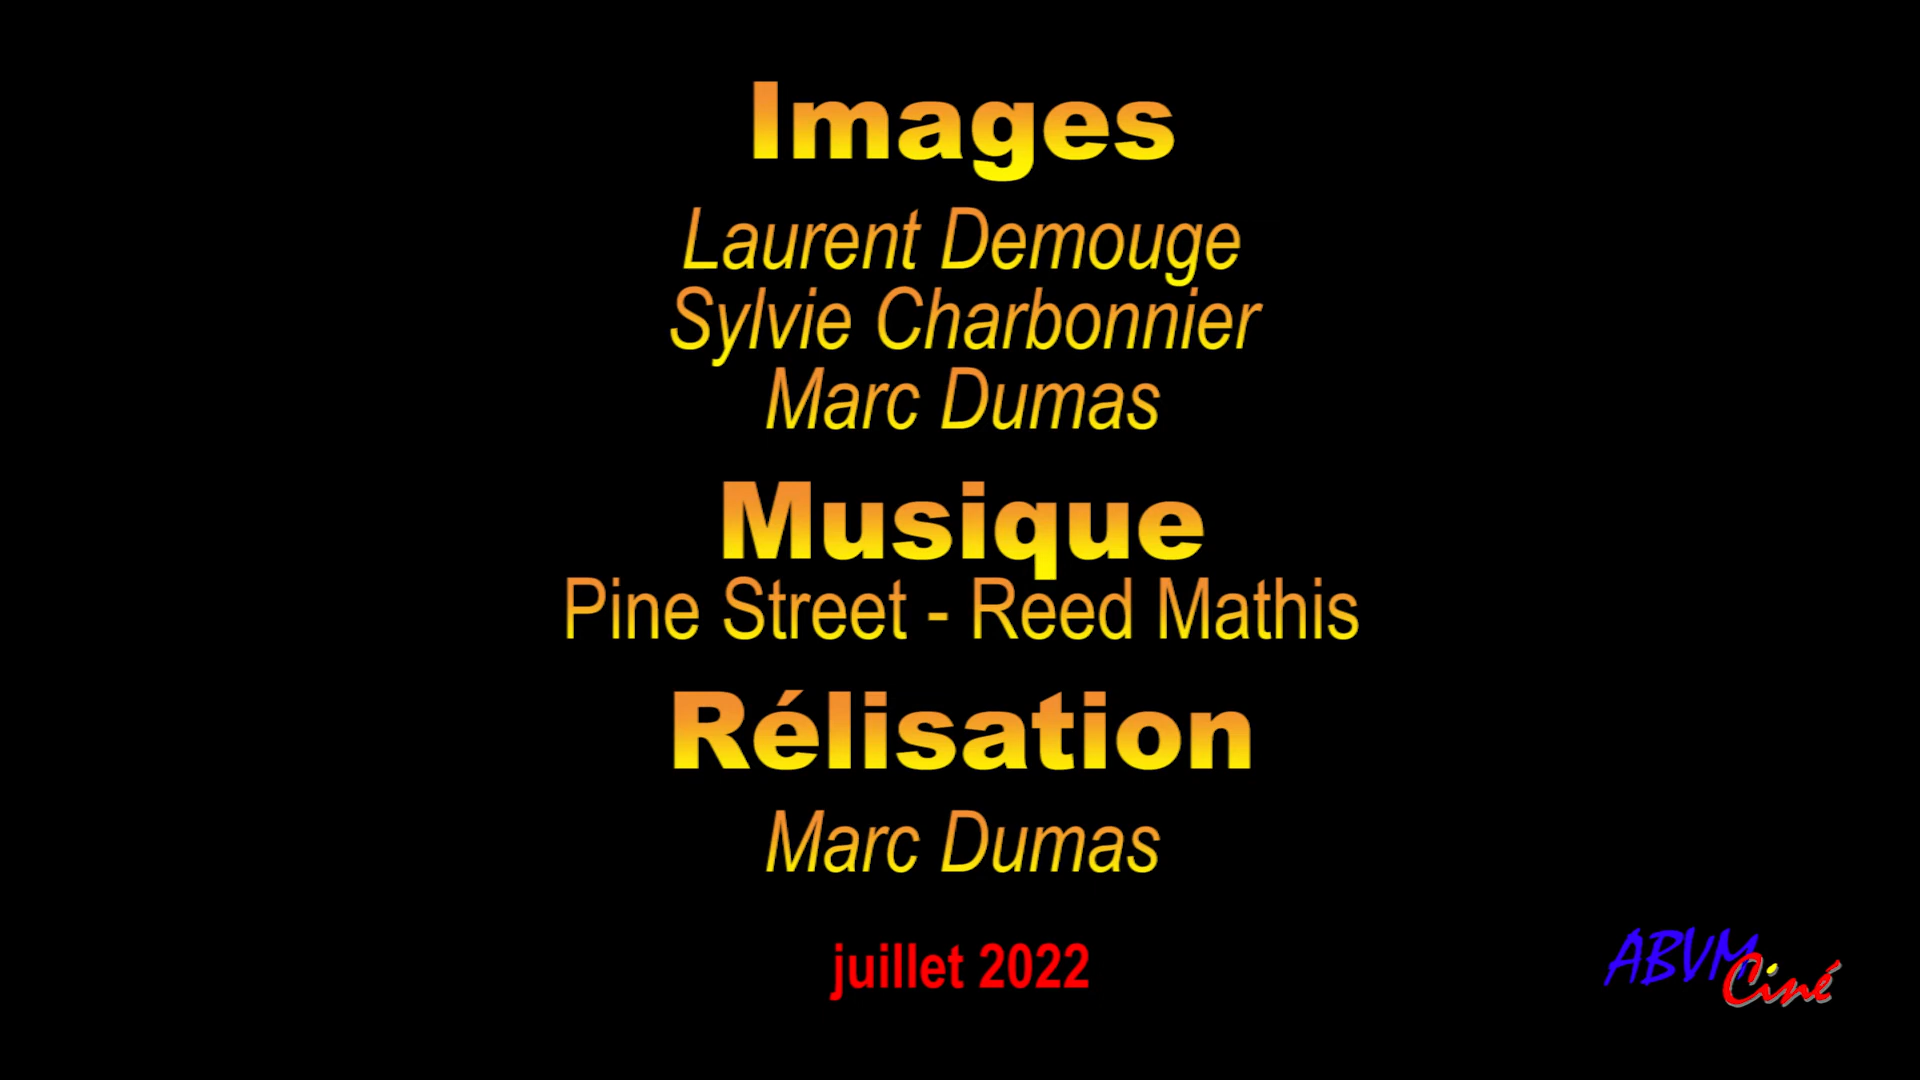 Images
Laurent Demouge
Sylvie Charbonnier
Marc Dumas
Musique
Pine Street - Reed Mathis
Rélisation
Marc Dumas
juillet 2022
ABVM
Ciné